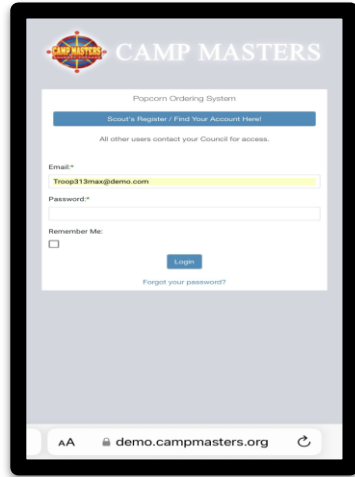 CAMP MASTERS
CAMP MASTERS
Popcorn Ordering System
Scout's Register / Find Your Account Here!
All other users contact your Council for access.
Email:*
Troop313max@demo.com
Password:*
Remember Me:
Login
Forgot your password?
AA demo.campmasters.org